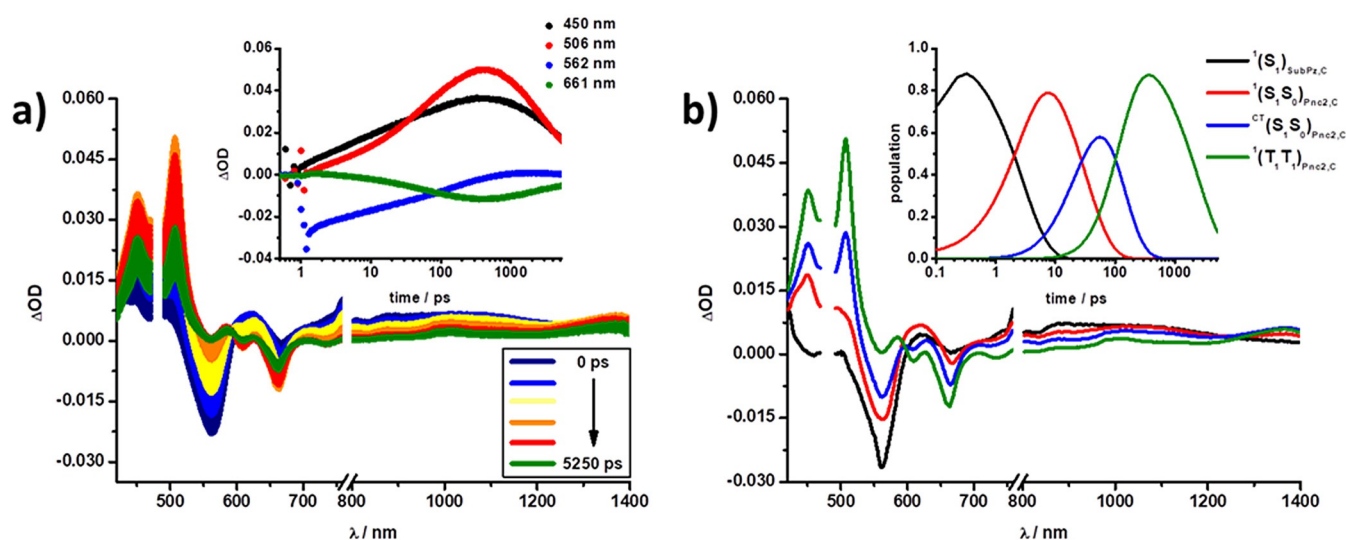 a)
ΔOD
0.060
0.045
0.030
0.015
0.000
-0.015
-0.030
500 600 700 800 1000 1200 1400
λ / nm
0 ps
5250 ps
ΔOD
0.06
0.04
0.02
0.00
-0.02
-0.04
1 10 100 1000
time / ps
450 nm
506 nm
562 nm
661 nm
b)
ΔOD
0.060
0.045
0.030
0.015
0.000
-0.015
-0.030
500 600 700 800 1000 1200 1400
λ / nm
population
1.0
0.8
0.6
0.4
0.2
0.0
0.1 1 10 100 1000
time / ps
¹(S₁)SubPz,C
¹(S₁S₀)Pnc2,C
CT(S₁S₀)Pnc2,C
¹(T₁T₁)Pnc2,C